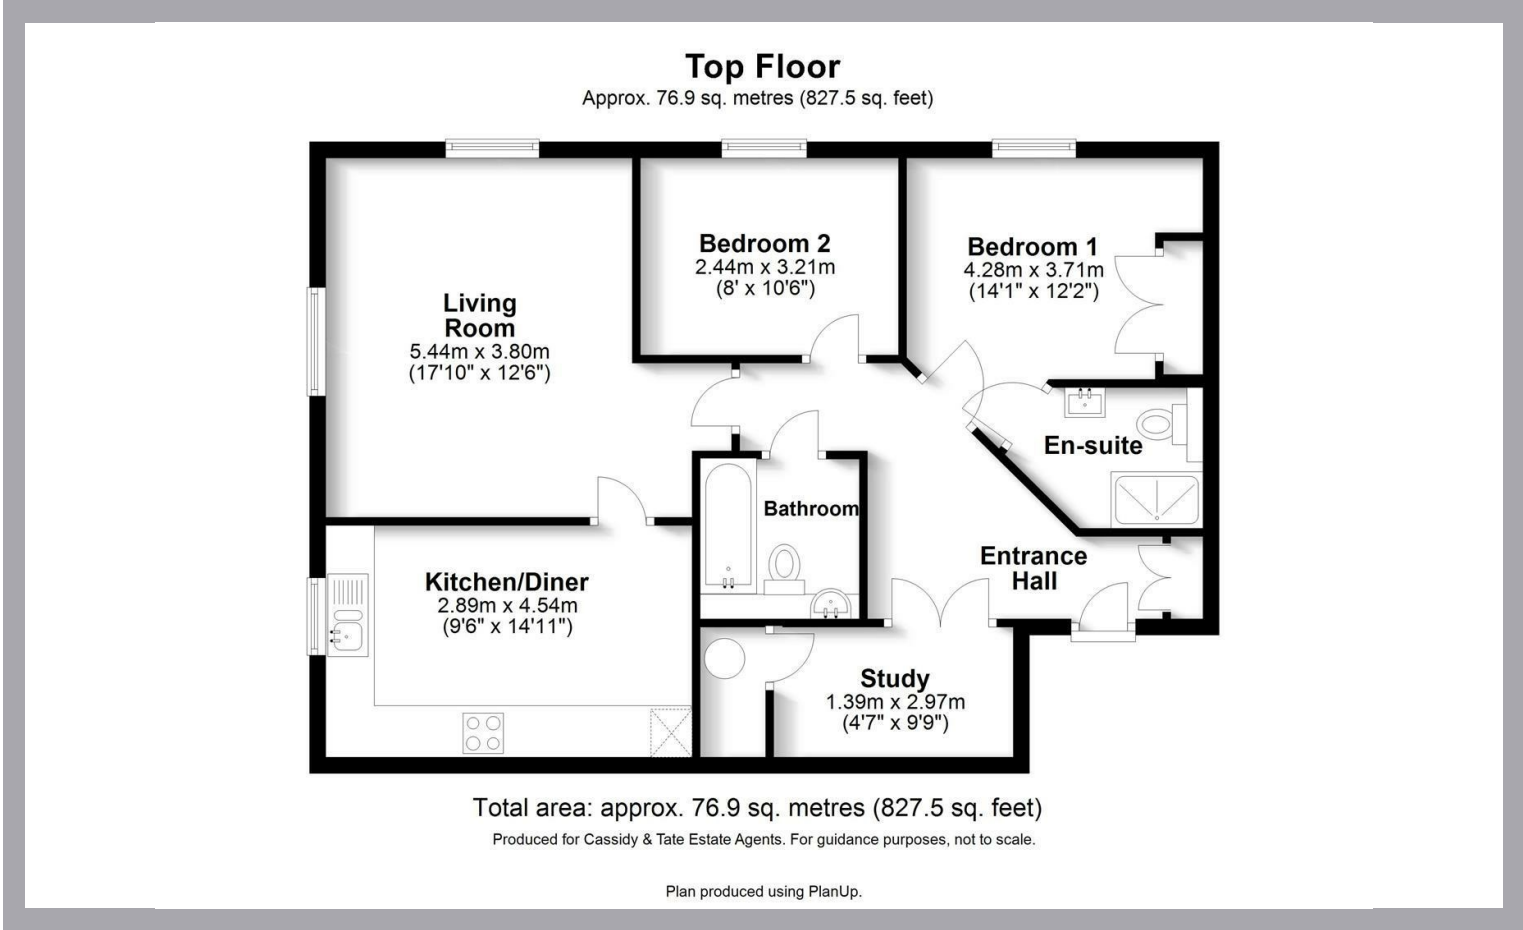 Top Floor
Approx. 76.9 sq. metres (827.5 sq. feet)
Bedroom 2
2.44m x 3.21m
(8' x 10'6")
Bedroom 1
4.28m x 3.71m
(14'1" x 12'2")
Living
Room
5.44m x 3.80m
(17'10" x 12'6")
En-suite
Bathroom
Entrance
Hall
Kitchen/Diner
2.89m x 4.54m
(9'6" x 14'11")
Study
1.39m x 2.97m
(4'7" x 9'9")
Total area: approx. 76.9 sq. metres (827.5 sq. feet)
Produced for Cassidy & Tate Estate Agents. For guidance purposes, not to scale.
Plan produced using PlanUp.